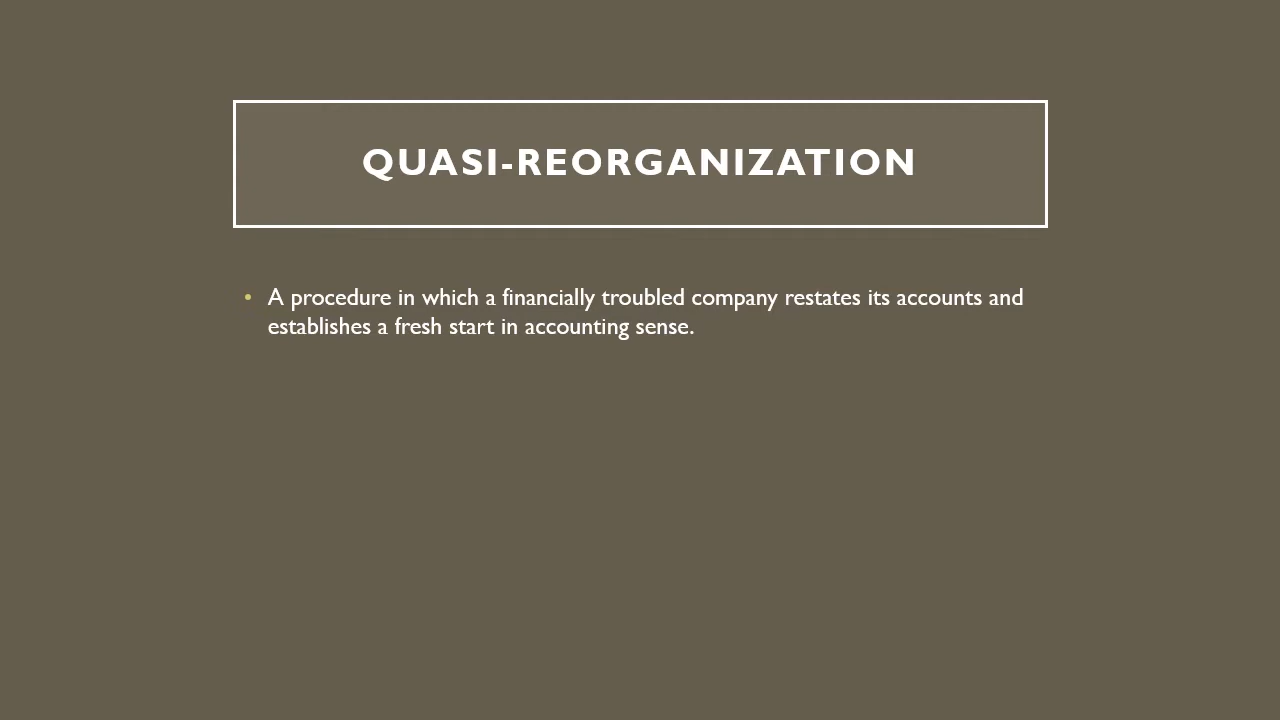 QUASI-REORGANIZATION
• A procedure in which a financially troubled company restates its accounts and
establishes a fresh start in accounting sense.